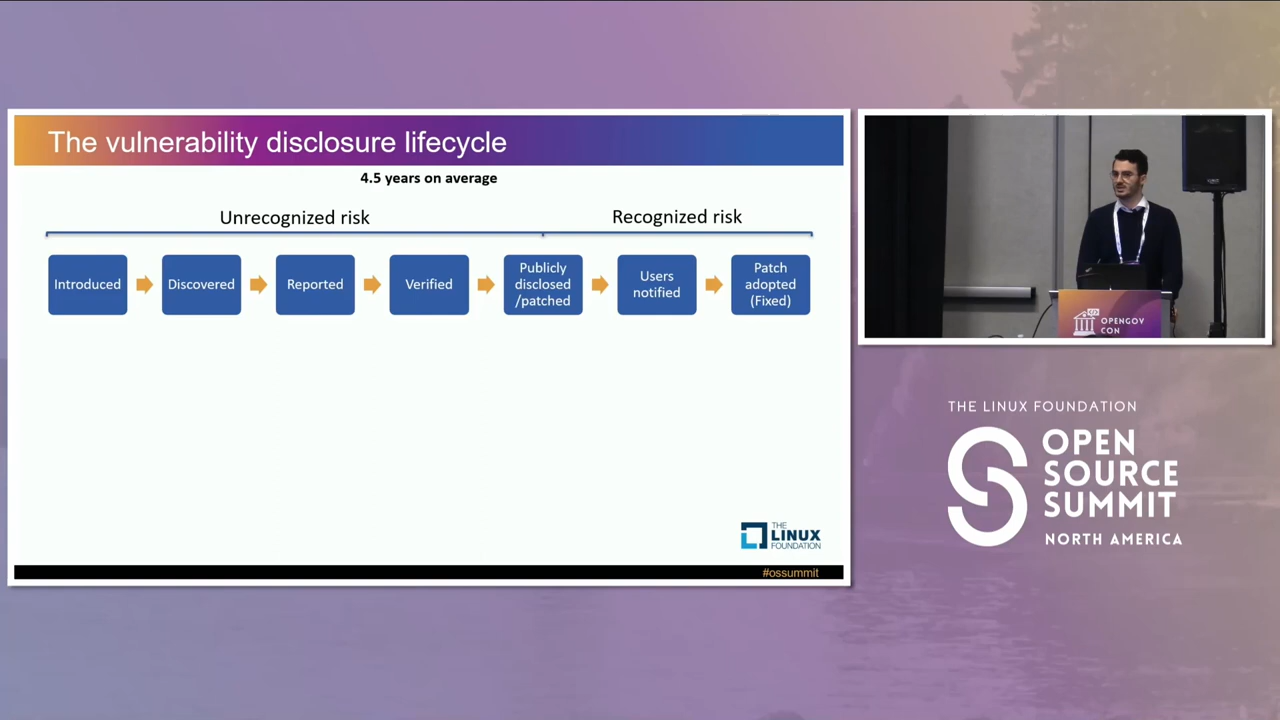 The vulnerability disclosure lifecycle
4.5 years on average
Unrecognized risk
Recognized risk
Introduced
Discovered
Reported
Verified
Publicly
disclosed
/patched
Users
notified
Patch
adopted
(Fixed)
THE
LINUX
FOUNDATION
#ossummit
OPENGOV
CON
THE LINUX FOUNDATION
OPEN
SOURCE
SUMMIT
NORTH AMERICA